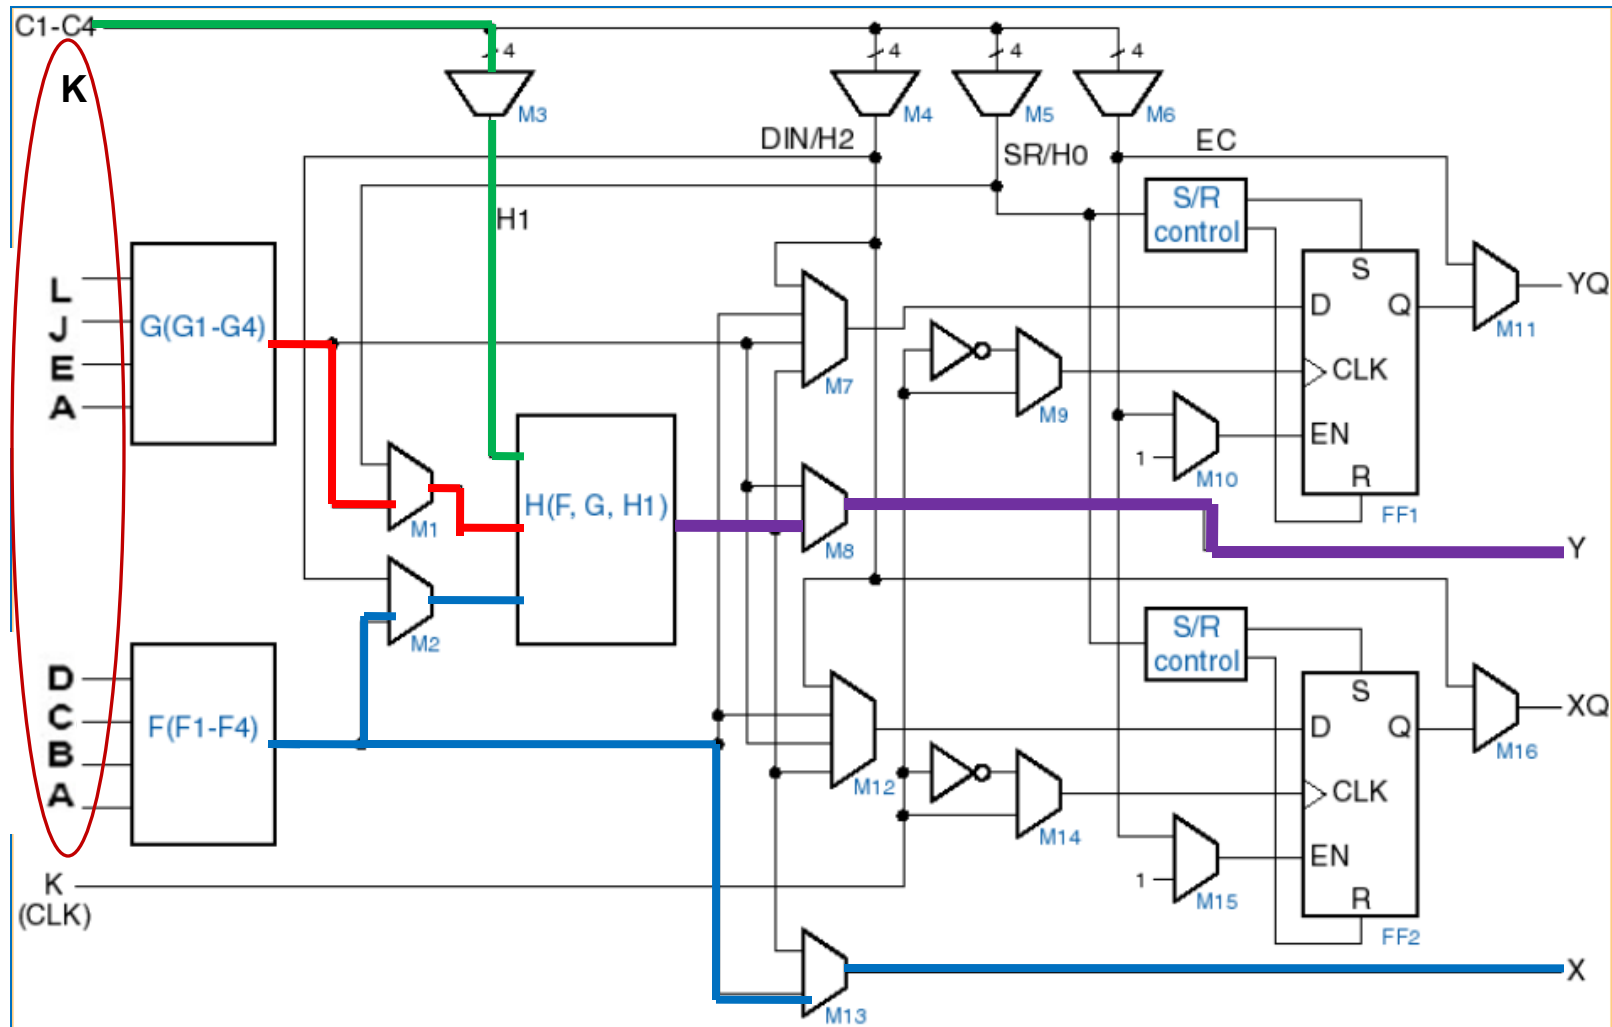 C1-C4
K
4
4
4
4
M3
M4
M5
M6
DIN/H2
SR/H0
EC
H1
S/R
control
L
J
E
A
G(G1-G4)
S
D
Q
CLK
EN
R
FF1
YQ
M11
M7
M9
1
M10
M1
H(F, G, H1)
M8
Y
M2
D
C
B
A
F(F1-F4)
S/R
control
S
D
Q
CLK
EN
R
FF2
XQ
M16
M12
M14
1
M15
K
(CLK)
M13
X